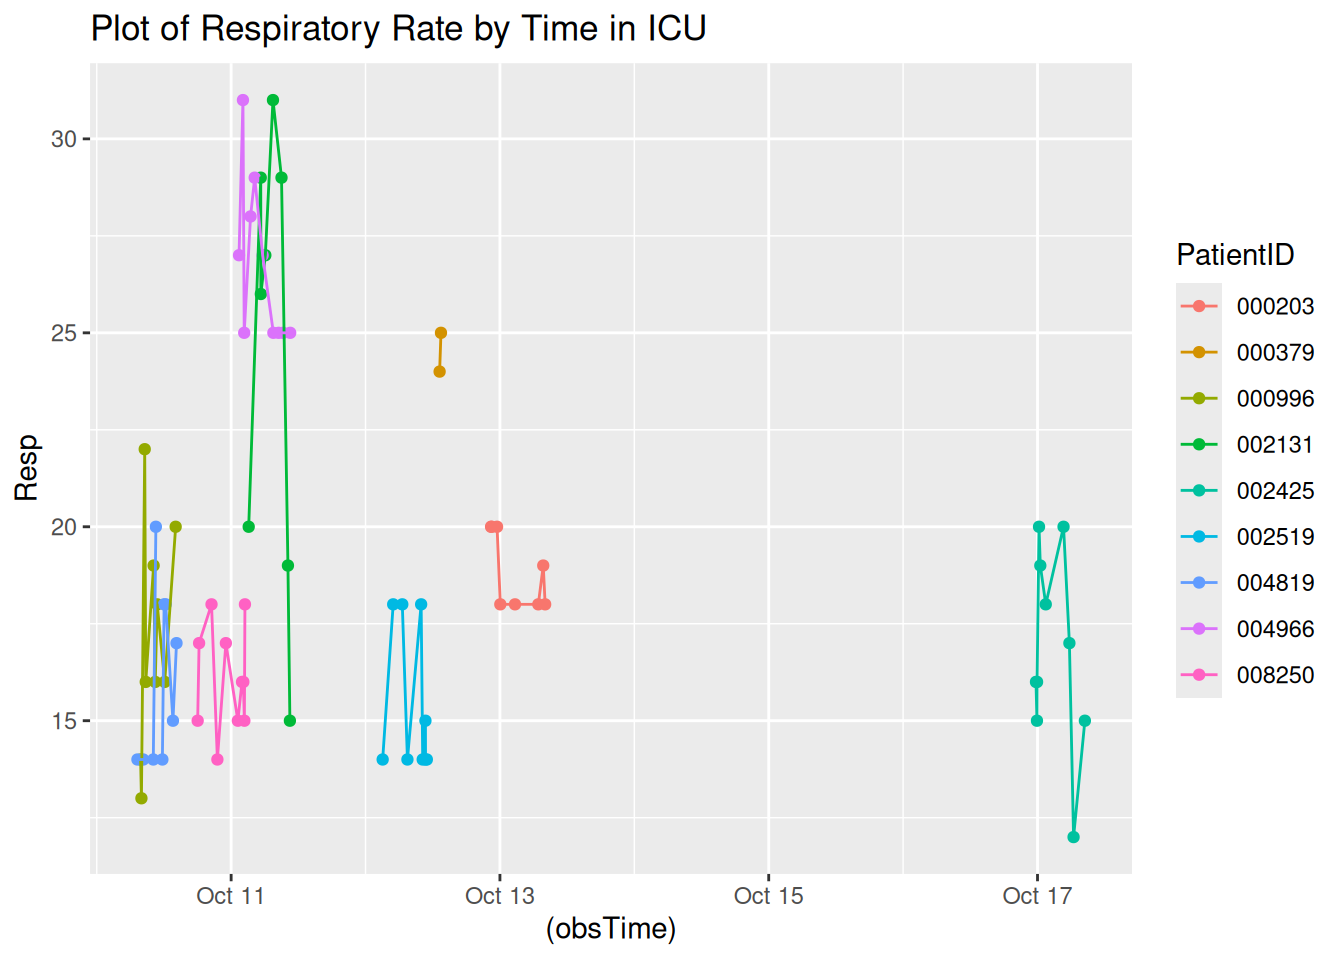 Plot of Respiratory Rate by Time in ICU
30
25
20
15
Resp
Oct 11
Oct 13
Oct 15
Oct 17
(obsTime)
PatientID
000203
000379
000996
002131
002425
002519
004819
004966
008250